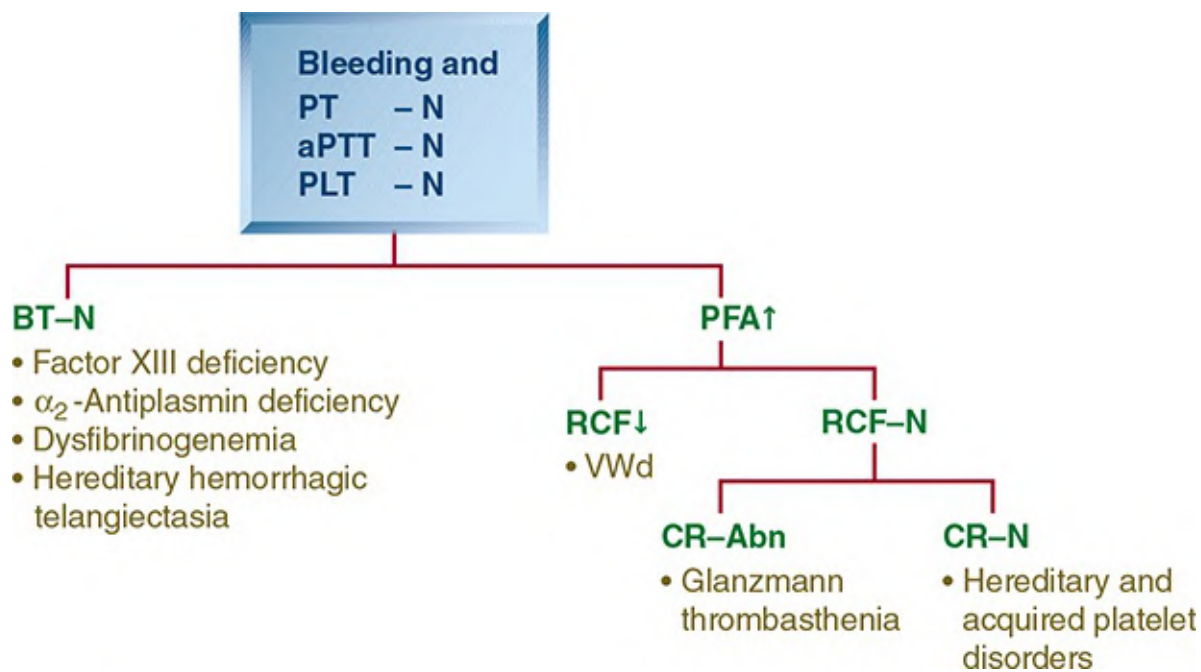 Bleeding and
PT – N
aPTT – N
PLT – N
BT–N
• Factor XIII deficiency
• α₂-Antiplasmin deficiency
• Dysfibrinogenemia
• Hereditary hemorrhagic
telangiectasia
PFA↑
RCF↓
• VWd
RCF–N
CR–Abn
• Glanzmann
thrombasthenia
CR–N
• Hereditary and
acquired platelet
disorders